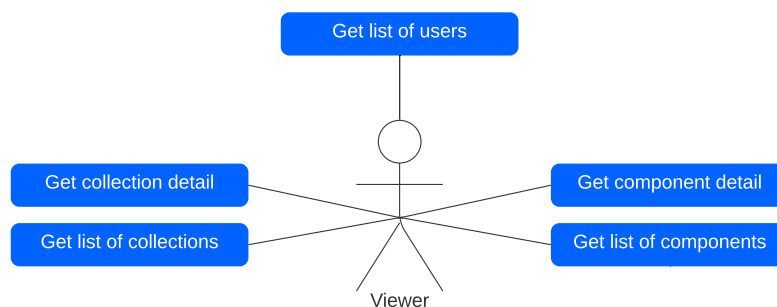 Get list of users
Get collection detail
Get component detail
Get list of collections
Get list of components
Viewer